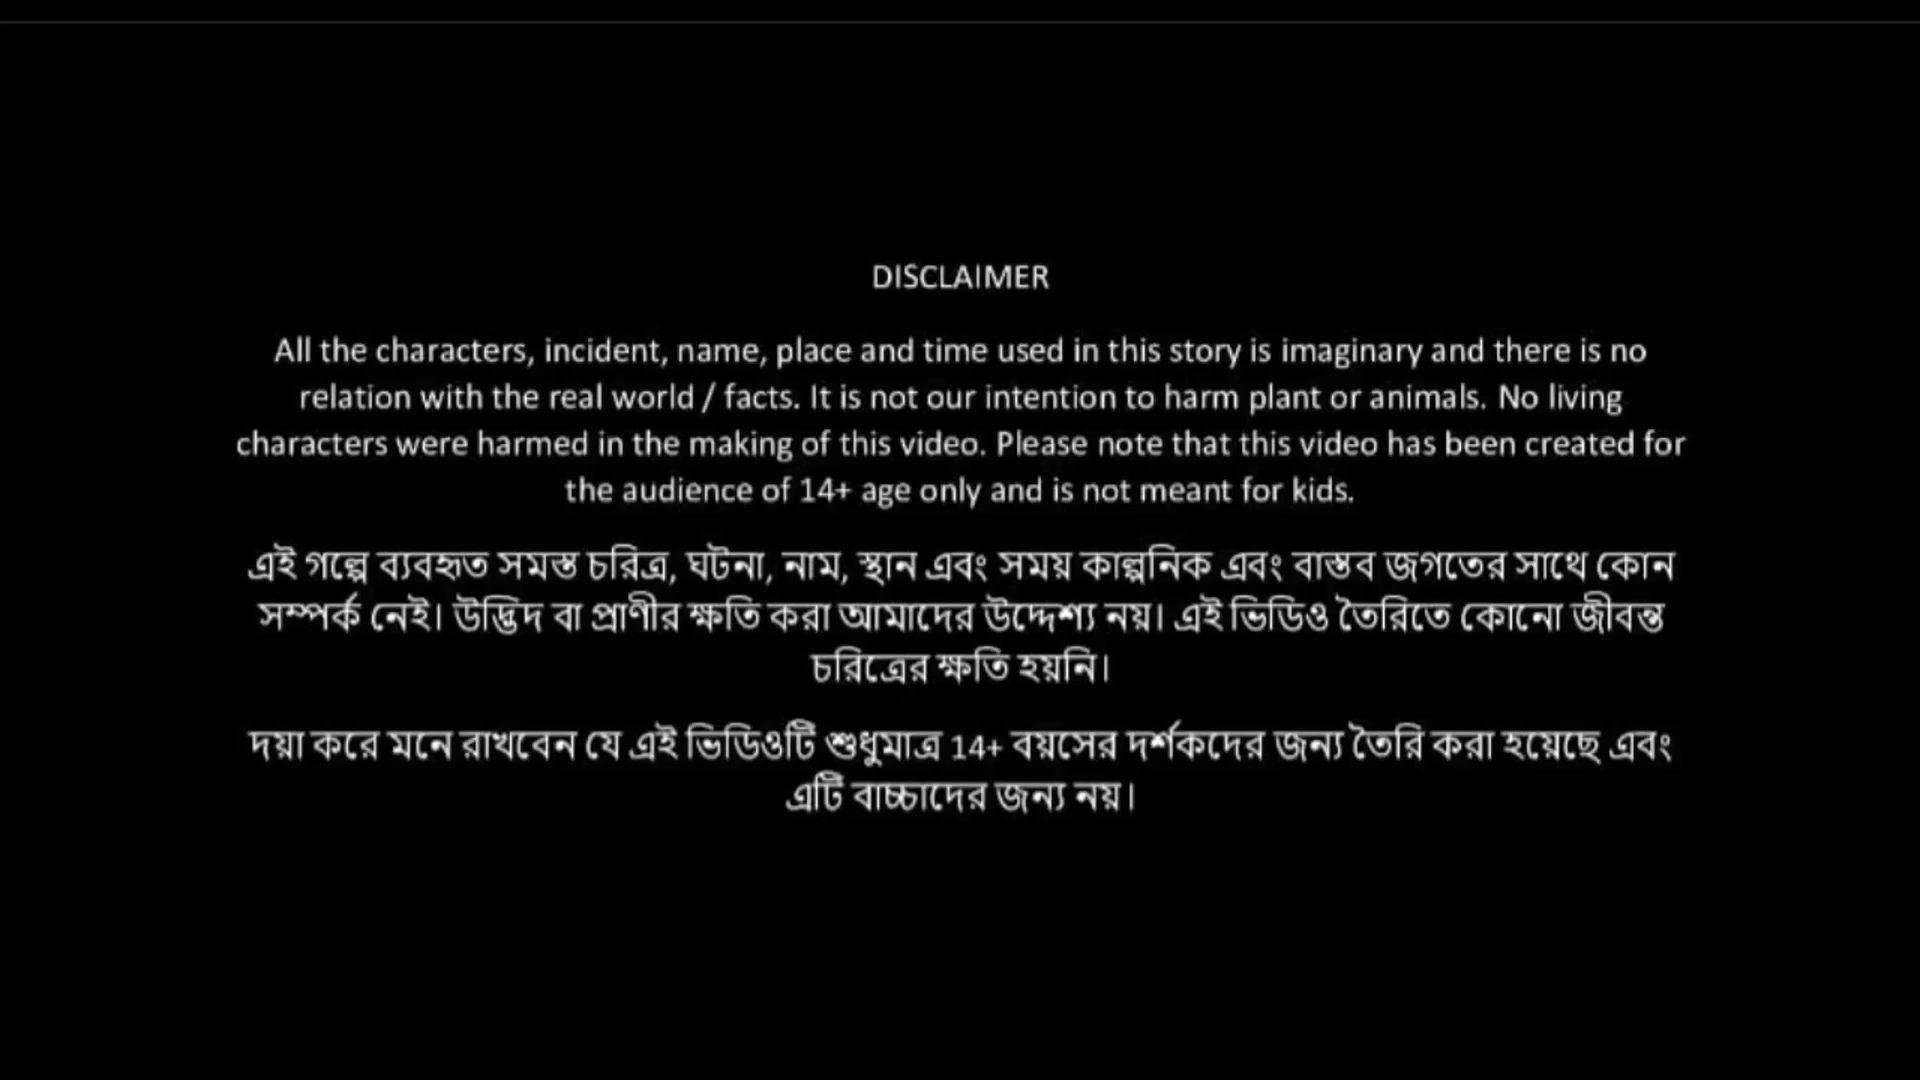 DISCLAIMER
All the characters, incident, name, place and time used in this story is imaginary and there is no
relation with the real world / facts. It is not our intention to harm plant or animals. No living
characters were harmed in the making of this video. Please note that this video has been created for
the audience of 14+ age only and is not meant for kids.
এই গল্পে ব্যবহৃত সমস্ত চরিত্র, ঘটনা, নাম, স্থান এবং সময় কাল্পনিক এবং বাস্তব জগতের সাথে কোন
সম্পর্ক নেই। উদ্ভিদ বা প্রাণীর ক্ষতি করা আমাদের উদ্দেশ্য নয়। এই ভিডিও তৈরিতে কোনো জীবন্ত
চরিত্রের ক্ষতি হয়নি।
দয়া করে মনে রাখবেন যে এই ভিডিওটি শুধুমাত্র 14+ বয়সের দর্শকদের জন্য তৈরি করা হয়েছে এবং
এটি বাচ্চাদের জন্য নয়।